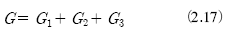 G = G₁ + G₂ + G₃ (2.17)